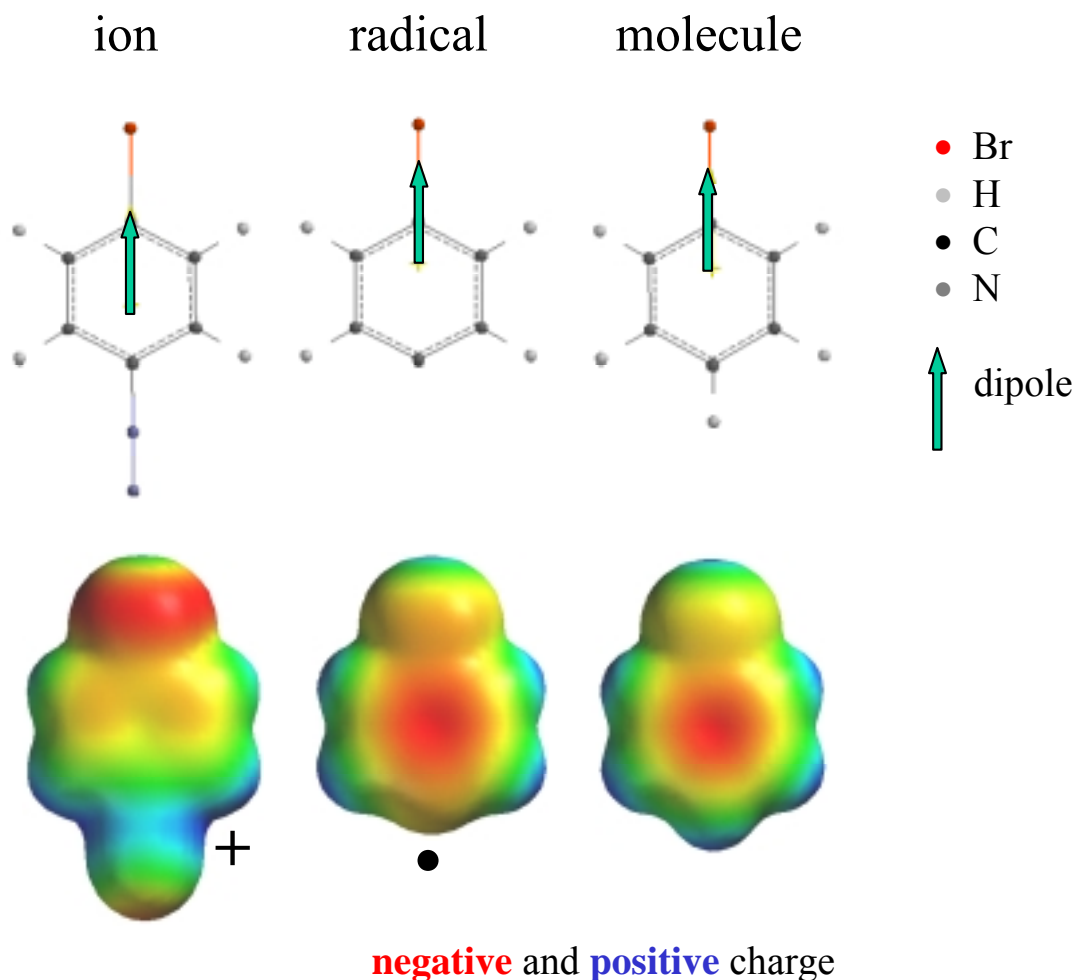 ion radical molecule
Br
H
C
N
dipole
+
negative and positive charge